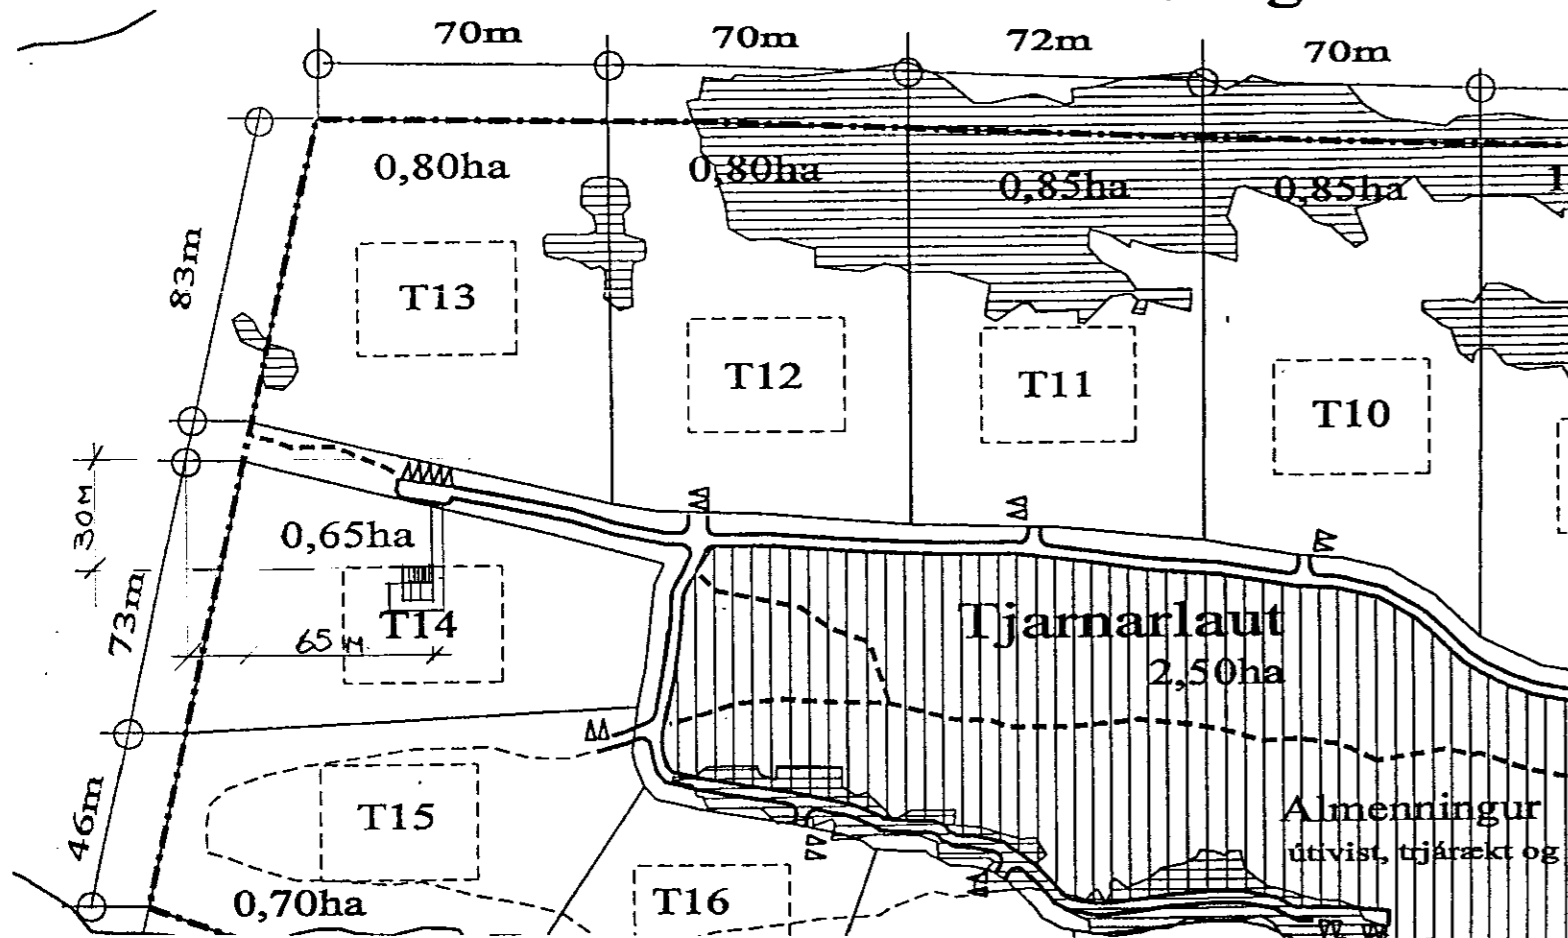 70m
70m
72m
70m
0,80ha
0,80ha
0,85ha
0,85ha
83m
T13
T12
T11
T10
30M
0,65ha
73m
T14
65 M
Tjarnarlaut
2,50ha
46m
T15
Almenningur
útivist, trjárækt og
0,70ha
T16